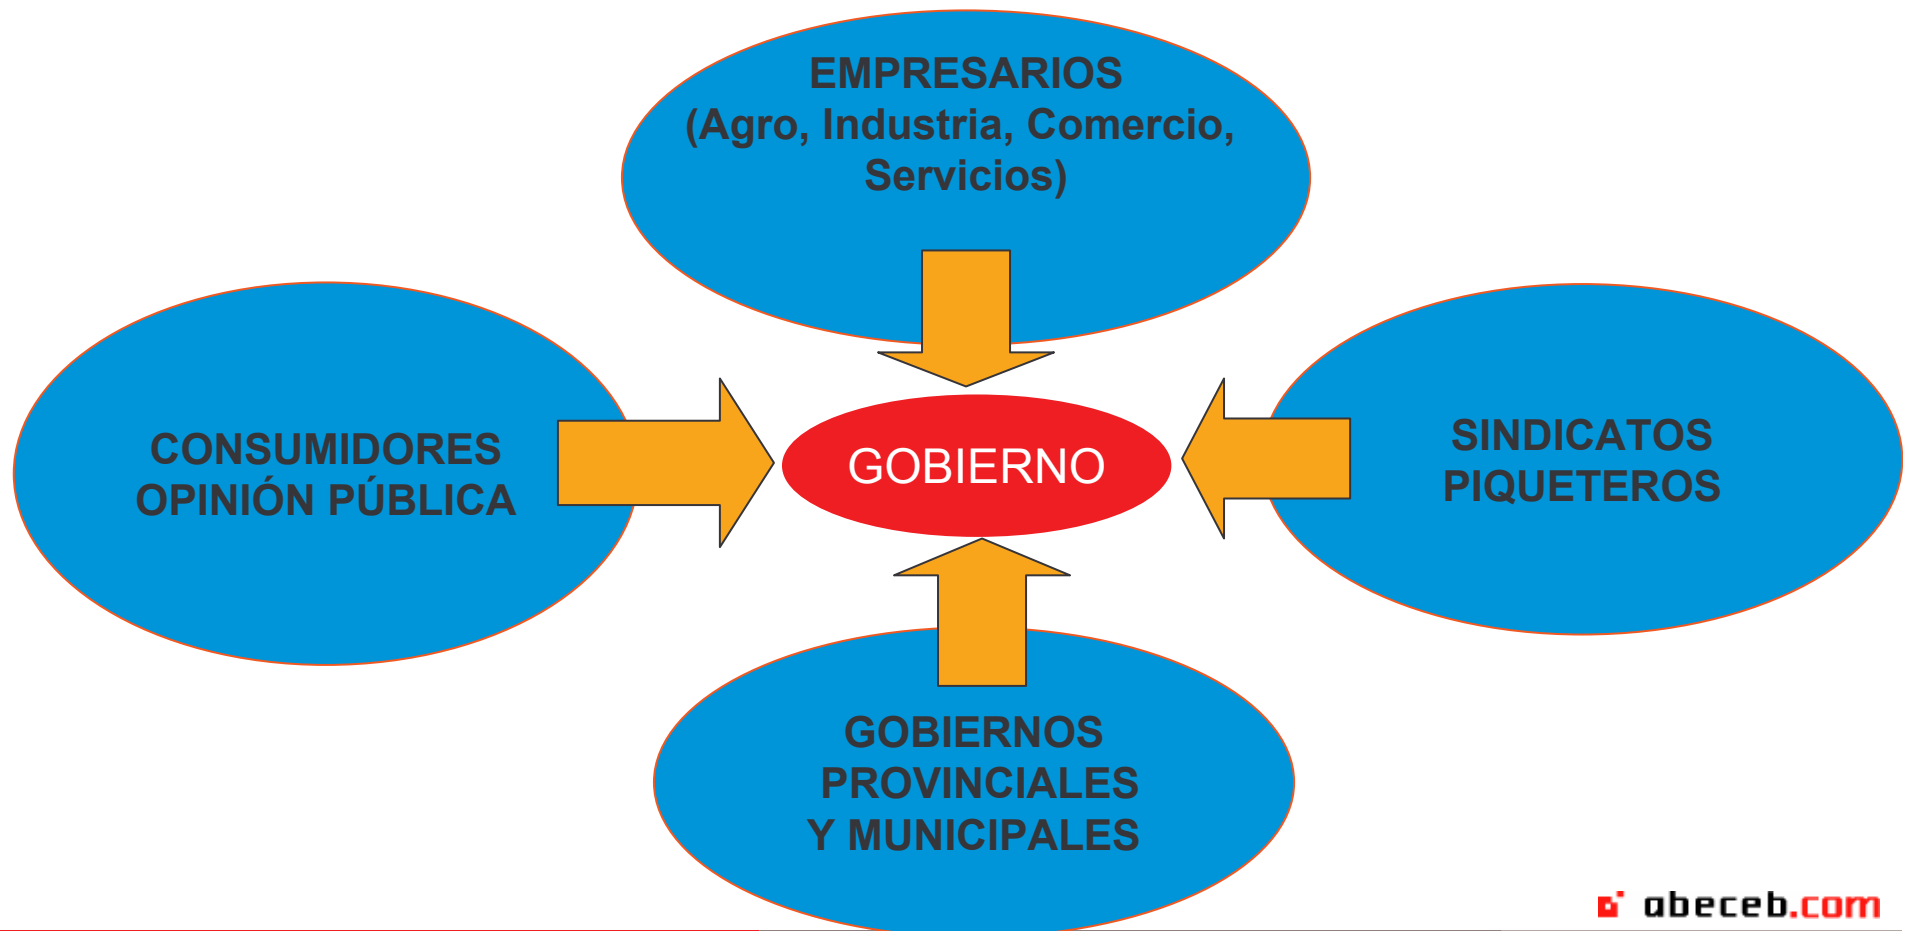 EMPRESARIOS
(Agro, Industria, Comercio,
Servicios)
CONSUMIDORES
OPINIÓN PÚBLICA
GOBIERNO
SINDICATOS
PIQUETEROS
GOBIERNOS
PROVINCIALES
Y MUNICIPALES
abeceb.com